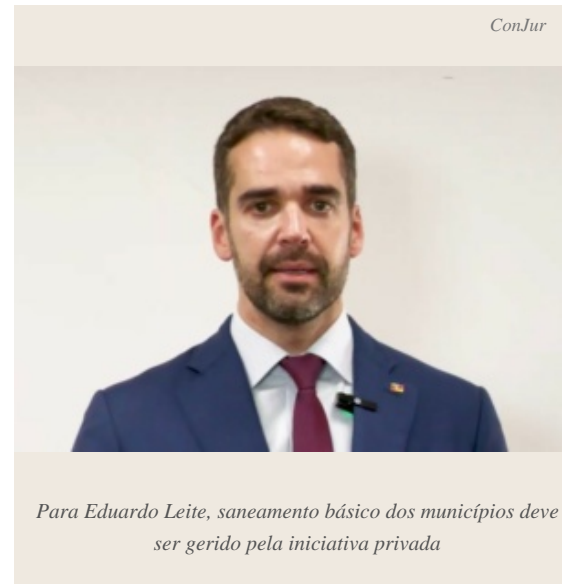 ConJur
Para Eduardo Leite, saneamento básico dos municípios deve
ser gerido pela iniciativa privada